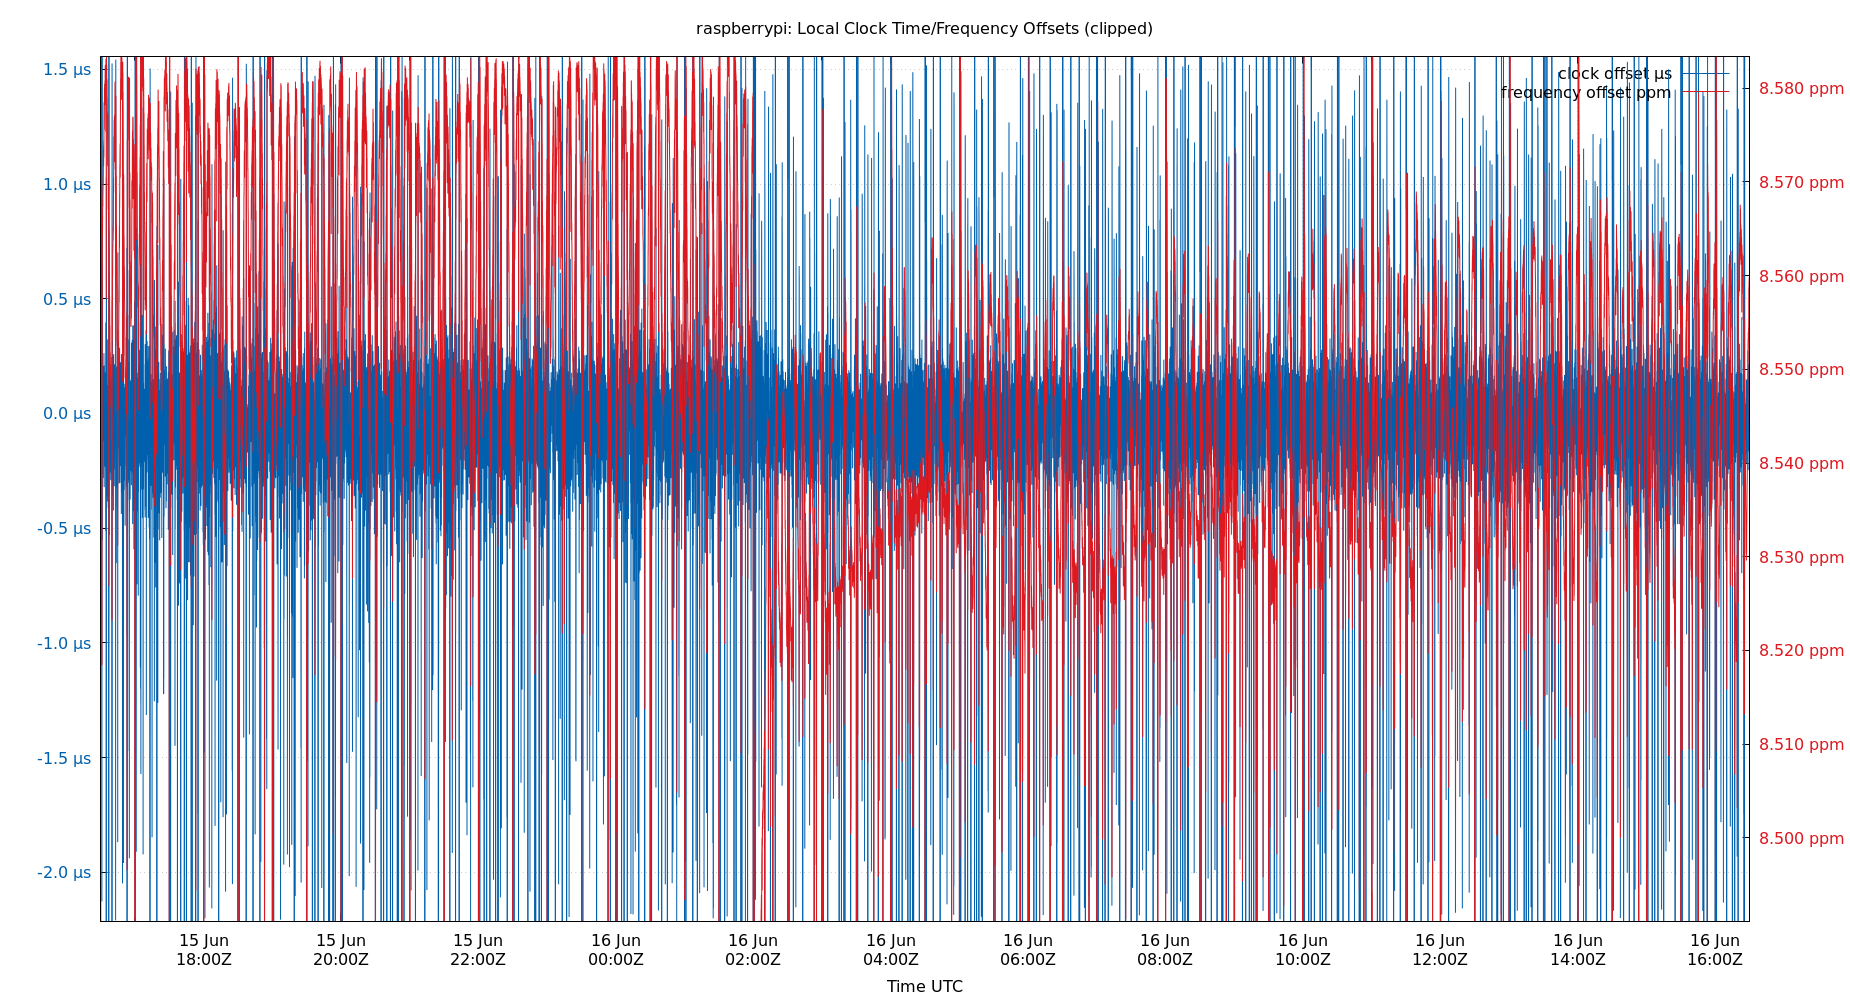 raspberrypi: Local Clock Time/Frequency Offsets (clipped)
clock offset µs
frequency offset ppm
1.5 µs
1.0 µs
0.5 µs
0.0 µs
-0.5 µs
-1.0 µs
-1.5 µs
-2.0 µs
8.580 ppm
8.570 ppm
8.560 ppm
8.550 ppm
8.540 ppm
8.530 ppm
8.520 ppm
8.510 ppm
8.500 ppm
15 Jun 15 Jun 15 Jun 16 Jun 16 Jun 16 Jun 16 Jun 16 Jun 16 Jun 16 Jun 16 Jun 16 Jun
18:00Z 20:00Z 22:00Z 00:00Z 02:00Z 04:00Z 06:00Z 08:00Z 10:00Z 12:00Z 14:00Z 16:00Z
Time UTC